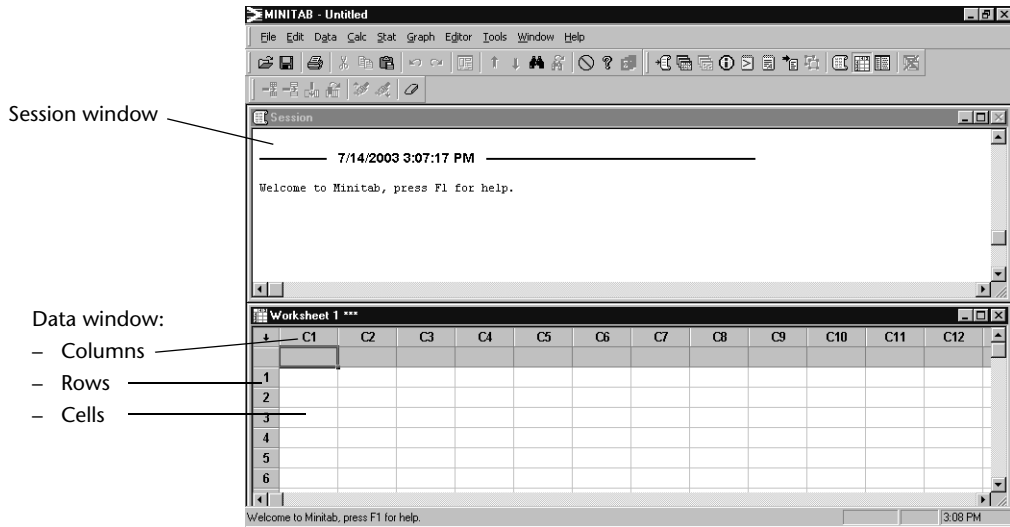 MINITAB - Untitled
File Edit Data Calc Stat Graph Editor Tools Window Help
Session window
Session
7/14/2003 3:07:17 PM
Welcome to Minitab, press F1 for help.
Data window:
– Columns
– Rows
– Cells
Worksheet 1 ***
C1 C2 C3 C4 C5 C6 C7 C8 C9 C10 C11 C12
1
2
3
4
5
6
Welcome to Minitab, press F1 for help.
3:08 PM